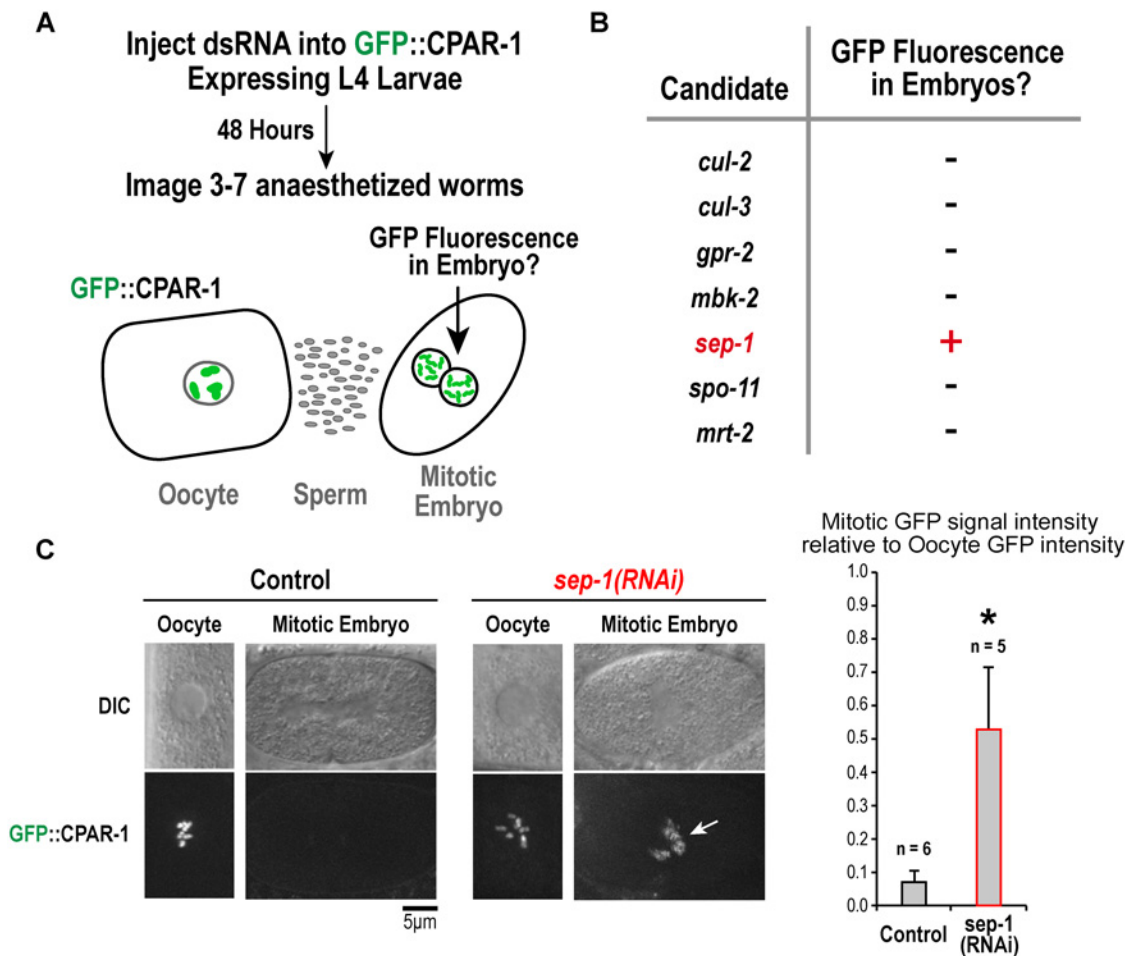 A
Inject dsRNA into GFP::CPAR-1
Expressing L4 Larvae
48 Hours
Image 3-7 anaesthetized worms
GFP Fluorescence
in Embryo?
GFP::CPAR-1
Oocyte
Sperm
Mitotic
Embryo
B
Candidate
GFP Fluorescence
in Embryos?
cul-2 -
cul-3 -
gpr-2 -
mbk-2 -
sep-1 +
spo-11 -
mrt-2 -
C
Control
sep-1(RNAi)
Oocyte Mitotic Embryo Oocyte Mitotic Embryo
DIC
GFP::CPAR-1
5μm
Mitotic GFP signal intensity
relative to Oocyte GFP intensity
1.0
0.9
0.8
0.7
0.6
0.5
0.4
0.3
0.2
0.1
0.0
*
n = 5
n = 6
Control
sep-1
(RNAi)